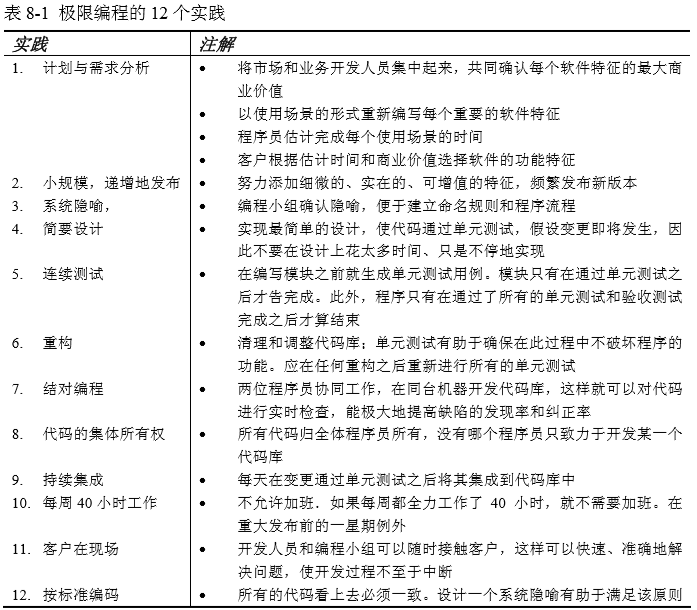 表 8-1 极限编程的 12 个实践
实践 注解
1. 计划与需求分析 • 将市场和业务开发人员集中起来，共同确认每个软件特征的最大商
业价值
• 以使用场景的形式重新编写每个重要的软件特征
• 程序员估计完成每个使用场景的时间
• 客户根据估计时间和商业价值选择软件的功能特征
2. 小规模，递增地发布 • 努力添加细微的、实在的、可增值的特征，频繁发布新版本
3. 系统隐喻， • 编程小组确认隐喻，便于建立命名规则和程序流程
4. 简要设计 • 实现最简单的设计，使代码通过单元测试，假设变更即将发生，因
此不要在设计上花太多时间、只是不停地实现
5. 连续测试 • 在编写模块之前就生成单元测试用例。模块只有在通过单元测试之
后才告完成。此外，程序只有在通过了所有的单元测试和验收测试
完成之后才算结束
6. 重构 • 清理和调整代码库；单元测试有助于确保在此过程中不破坏程序的
功能。应在任何重构之后重新进行所有的单元测试
7. 结对编程 • 两位程序员协同工作，在同台机器开发代码库，这样就可以对代码
进行实时检查，能极大地提高缺陷的发现率和纠正率
8. 代码的集体所有权 • 所有代码归全体程序员所有，没有哪个程序员只致力于开发某一个
代码库
9. 持续集成 • 每天在变更通过单元测试之后将其集成到代码库中
10. 每周 40 小时工作 • 不允许加班．如果每周都全力工作了 40 小时，就不需要加班。在
重大发布前的一星期例外
11. 客户在现场 • 开发人员和编程小组可以随时接触客户，这样可以快速、准确地
解决问题，使开发过程不至于中断
12. 按标准编码 • 所有的代码看上去必须一致。设计一个系统隐喻有助于满足该原则